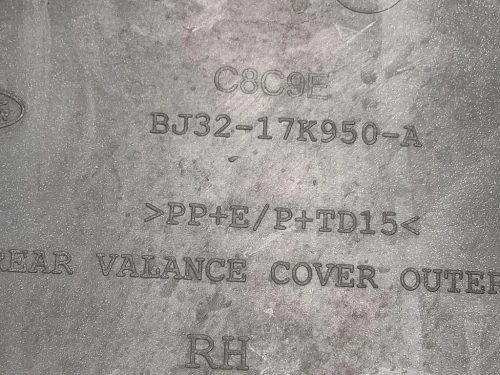 C8C9E
BJ32-17K950-A
>PP+E/P+TD15<
REAR VALANCE COVER OUTER
RH